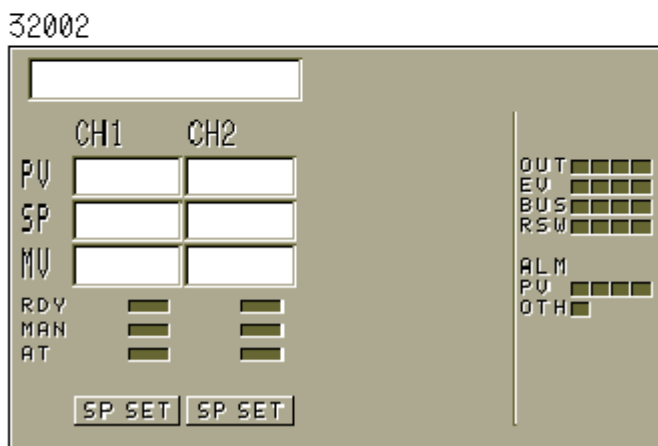 32002
CH1 CH2
PV
SP
MV
RDY
MAN
AT
SP SET SP SET
OUT
EV
BUS
RSW
ALM
PV
OTH